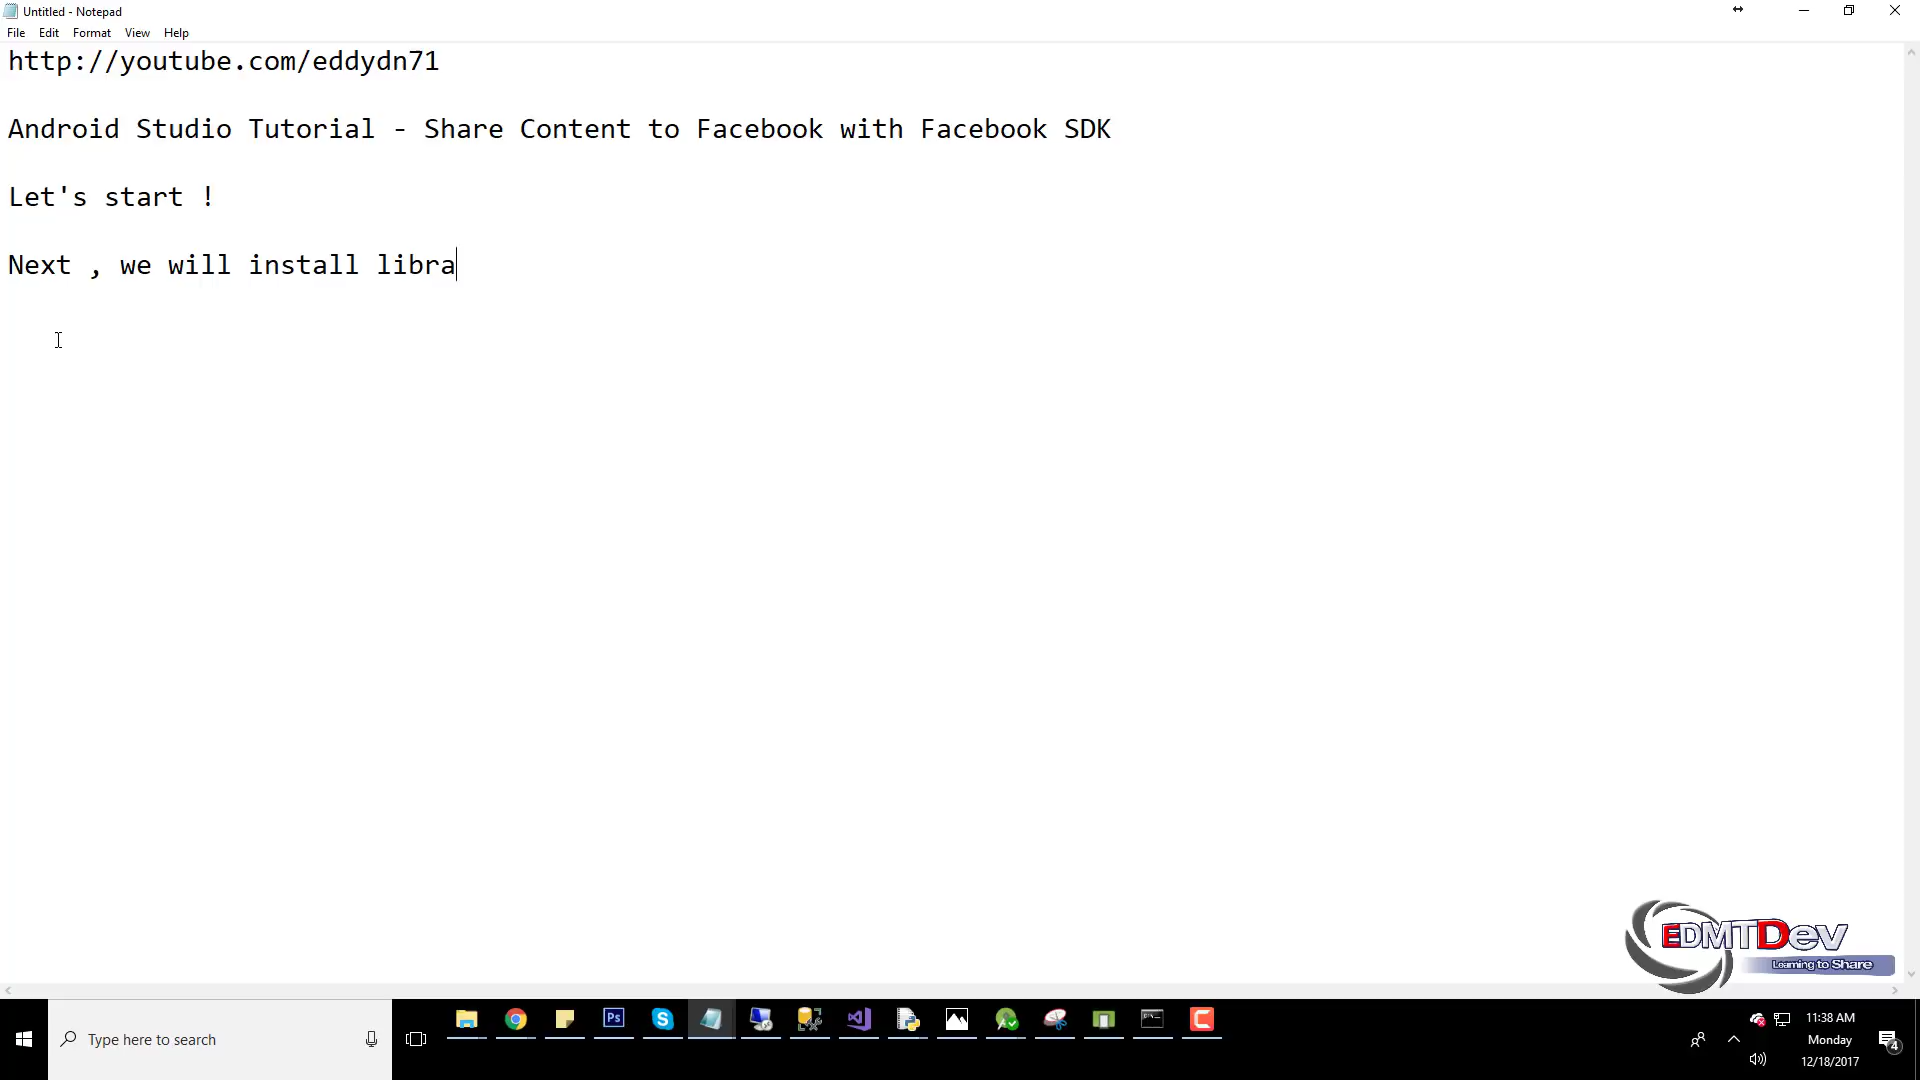 Untitled - Notepad
File Edit Format View Help
http://youtube.com/eddydn71
Android Studio Tutorial - Share Content to Facebook with Facebook SDK
Let's start !
Next , we will install libra
EDMTDev
Learning to Share
Type here to search
Ps
11:38 AM
Monday
12/18/2017
4